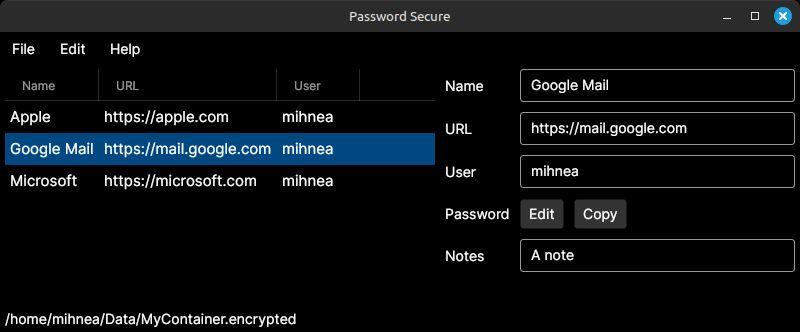 Password Secure
File Edit Help
Name URL User
Apple https://apple.com mihnea
Google Mail https://mail.google.com mihnea
Microsoft https://microsoft.com mihnea
Name Google Mail
URL https://mail.google.com
User mihnea
Password Edit Copy
Notes A note
/home/mihnea/Data/MyContainer.encrypted